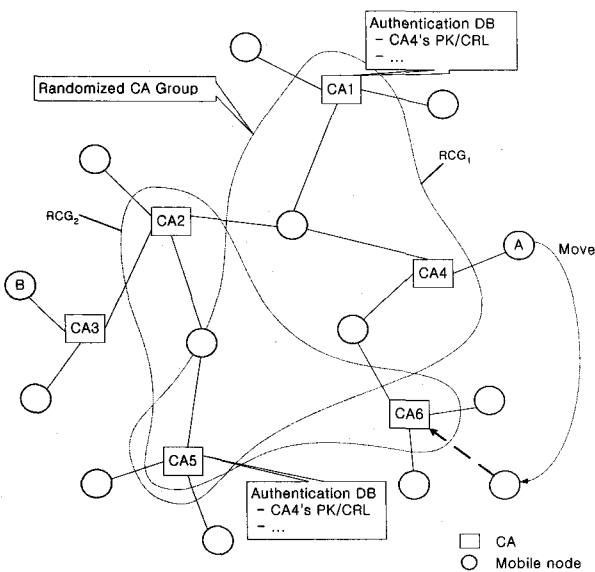 Authentication DB
- CA4's PK/CRL
- ...
Randomized CA Group
CA1
RCG1
CA2
RCG2
A
Move
CA4
B
CA3
CA6
CA5
Authentication DB
- CA4's PK/CRL
- ...
CA
Mobile node